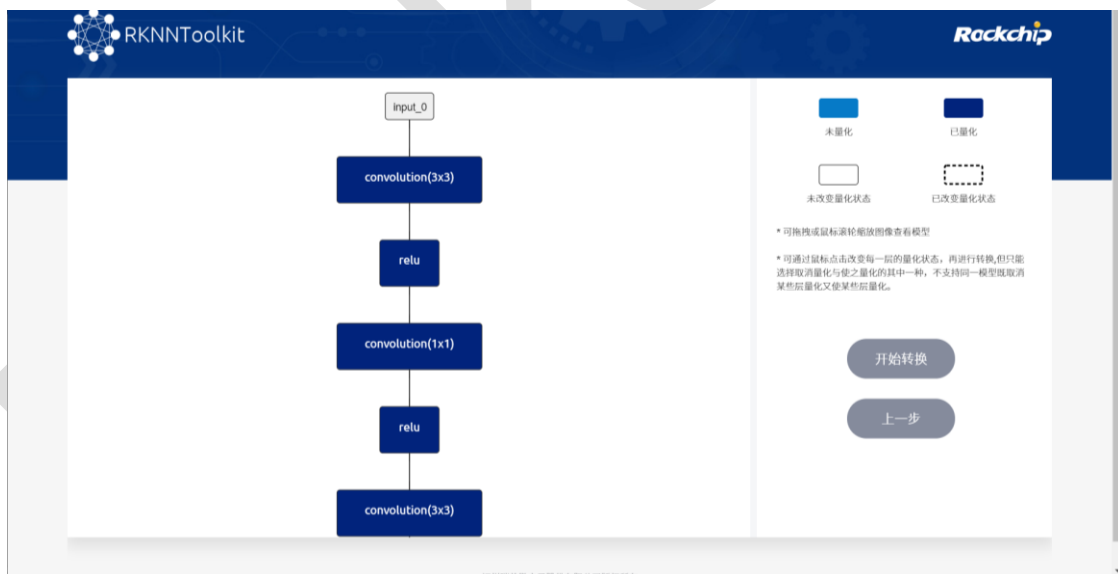 RKNNToolkit
Rockchip
input_0
convolution(3x3)
relu
convolution(1x1)
relu
convolution(3x3)
未量化
已量化
未改变量化状态
已改变量化状态
* 可拖拽或鼠标滚轮缩放图像查看模型
* 可通过鼠标点击改变每一层的量化状态，再进行转换,但只能
选择取消量化与使之量化的其中一种，不支持同一模型既取消
某些层量化又使某些层量化。
开始转换
上一步